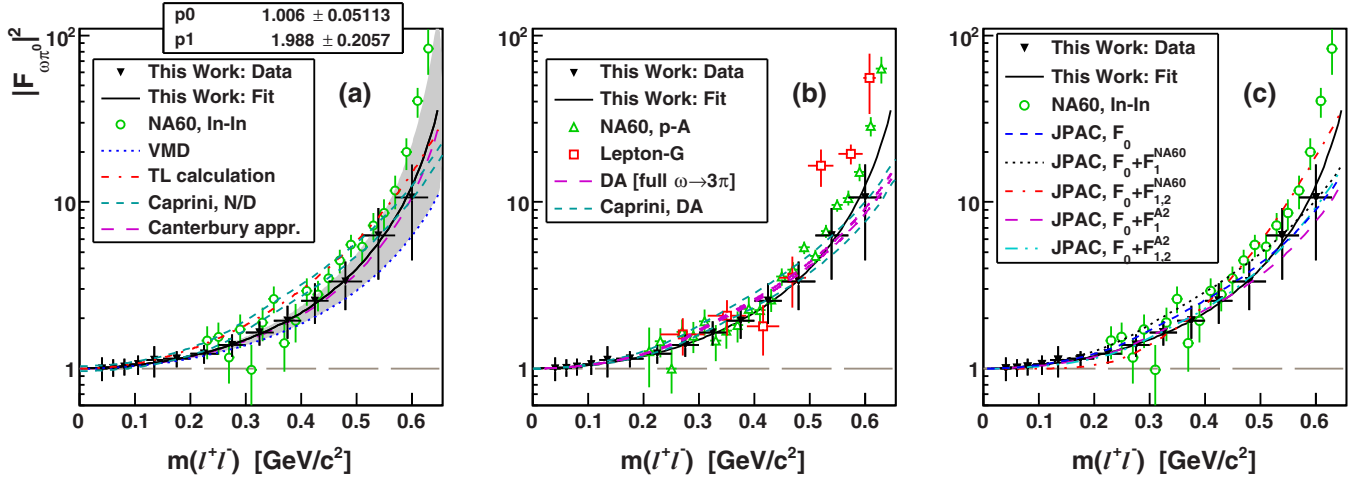 p0 1.006 ± 0.05113
p1 1.988 ± 0.2057
|F_ωπ⁰|²
10²
10
1
This Work: Data
This Work: Fit
NA60, In-In
VMD
TL calculation
Caprini, N/D
Canterbury appr.
(a)
0 0.1 0.2 0.3 0.4 0.5 0.6
m(l⁺l⁻) [GeV/c²]
10²
10
1
This Work: Data
This Work: Fit
NA60, p-A
Lepton-G
DA [full ω→3π]
Caprini, DA
(b)
0 0.1 0.2 0.3 0.4 0.5 0.6
m(l⁺l⁻) [GeV/c²]
10²
10
1
This Work: Data
This Work: Fit
NA60, In-In
JPAC, F₀
JPAC, F₀+F₁^NA60
JPAC, F₀+F₁,₂^NA60
JPAC, F₀+F₁^A2
JPAC, F₀+F₁,₂^A2
(c)
0 0.1 0.2 0.3 0.4 0.5 0.6
m(l⁺l⁻) [GeV/c²]